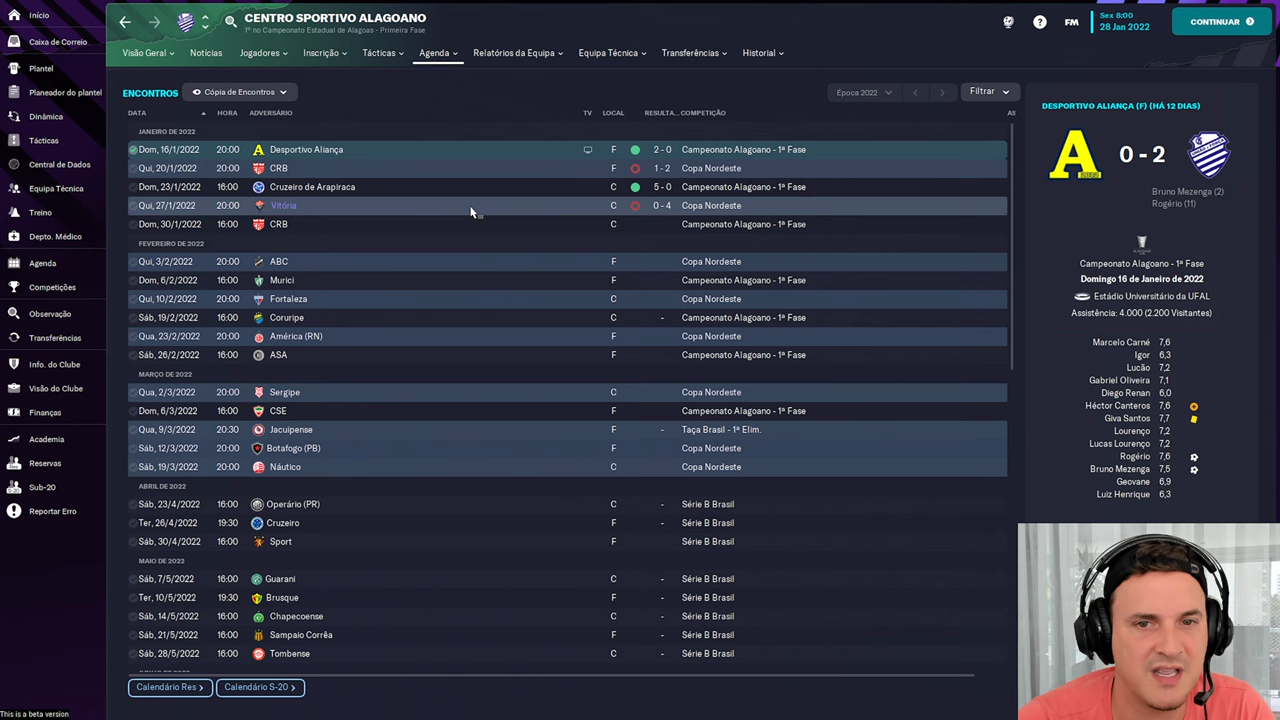 Início
Caixa de Correio
Plantel
Planeador do plantel
Dinâmica
Tácticas
Central de Dados
Equipa Técnica
Treino
Depto. Médico
Agenda
Competições
Observação
Transferências
Info. do Clube
Visão do Clube
Finanças
Academia
Reservas
Sub-20
Reportar Erro
This is a beta version
CENTRO SPORTIVO ALAGOANO
1º no Campeonato Estadual de Alagoas - Primeira Fase
FM
Sex 8:00
28 Jan 2022
CONTINUAR
Visão Geral Notícias Jogadores Inscrição Tácticas Agenda Relatórios da Equipa Equipa Técnica Transferências Historial
ENCONTROS Cópia de Encontros Época 2022 Filtrar
DATA HORA ADVERSÁRIO TV LOCAL RESULTA... COMPETIÇÃO AS
JANEIRO DE 2022
Dom, 16/1/2022 20:00 Desportivo Aliança F 2 - 0 Campeonato Alagoano - 1ª Fase
Qui, 20/1/2022 20:00 CRB F 1 - 2 Copa Nordeste
Dom, 23/1/2022 16:00 Cruzeiro de Arapiraca C 5 - 0 Campeonato Alagoano - 1ª Fase
Qui, 27/1/2022 20:00 Vitória C 0 - 4 Copa Nordeste
Dom, 30/1/2022 16:00 CRB C Campeonato Alagoano - 1ª Fase
FEVEREIRO DE 2022
Qui, 3/2/2022 20:00 ABC F Copa Nordeste
Dom, 6/2/2022 16:00 Murici F Campeonato Alagoano - 1ª Fase
Qui, 10/2/2022 20:00 Fortaleza C Copa Nordeste
Sáb, 19/2/2022 16:00 Coruripe C - Campeonato Alagoano - 1ª Fase
Qua, 23/2/2022 20:00 América (RN) F Copa Nordeste
Sáb, 26/2/2022 16:00 ASA F Campeonato Alagoano - 1ª Fase
MARÇO DE 2022
Qua, 2/3/2022 20:00 Sergipe C Copa Nordeste
Dom, 6/3/2022 16:00 CSE F Campeonato Alagoano - 1ª Fase
Qua, 9/3/2022 20:30 Jacuipense F - Taça Brasil - 1ª Elim.
Sáb, 12/3/2022 20:00 Botafogo (PB) F Copa Nordeste
Sáb, 19/3/2022 20:00 Náutico C Copa Nordeste
ABRIL DE 2022
Sáb, 23/4/2022 16:00 Operário (PR) C - Série B Brasil
Ter, 26/4/2022 19:30 Cruzeiro F - Série B Brasil
Sáb, 30/4/2022 16:00 Sport F - Série B Brasil
MAIO DE 2022
Sáb, 7/5/2022 16:00 Guarani C - Série B Brasil
Ter, 10/5/2022 19:30 Brusque F - Série B Brasil
Sáb, 14/5/2022 16:00 Chapecoense C - Série B Brasil
Sáb, 21/5/2022 16:00 Sampaio Corrêa F - Série B Brasil
Sáb, 28/5/2022 16:00 Tombense C - Série B Brasil
Calendário Res Calendário S-20
DESPORTIVO ALIANÇA (F) (HÁ 12 DIAS)
A 0 - 2
Bruno Mezenga (2)
Rogério (11)
Campeonato Alagoano - 1ª Fase
Domingo 16 de Janeiro de 2022
Estádio Universitário da UFAL
Assistência: 4.000 (2.200 Visitantes)
Marcelo Carné 7,6
Igor 6,3
Lucão 7,2
Gabriel Oliveira 7,1
Diego Renan 6,0
Héctor Canteros 7,6
Giva Santos 7,7
Lourenço 7,2
Lucas Lourenço 7,2
Rogério 7,6
Bruno Mezenga 7,5
Geovane 6,9
Luiz Henrique 6,3